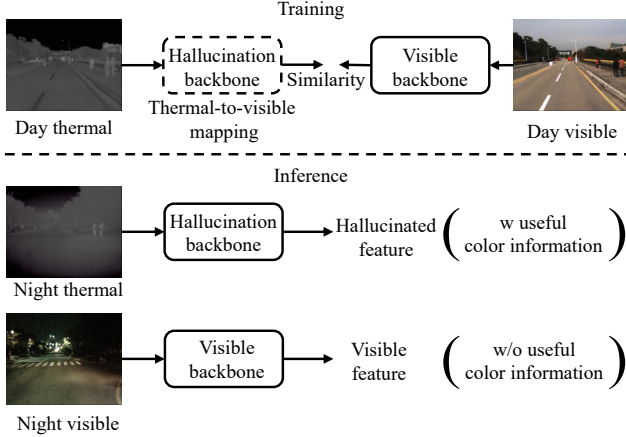 Training
Hallucination
backbone
Similarity
Visible
backbone
Thermal-to-visible
mapping
Day thermal
Day visible
Inference
Hallucination
backbone
Hallucinated
feature
( w useful
color information )
Night thermal
Visible
backbone
Visible
feature
( w/o useful
color information )
Night visible